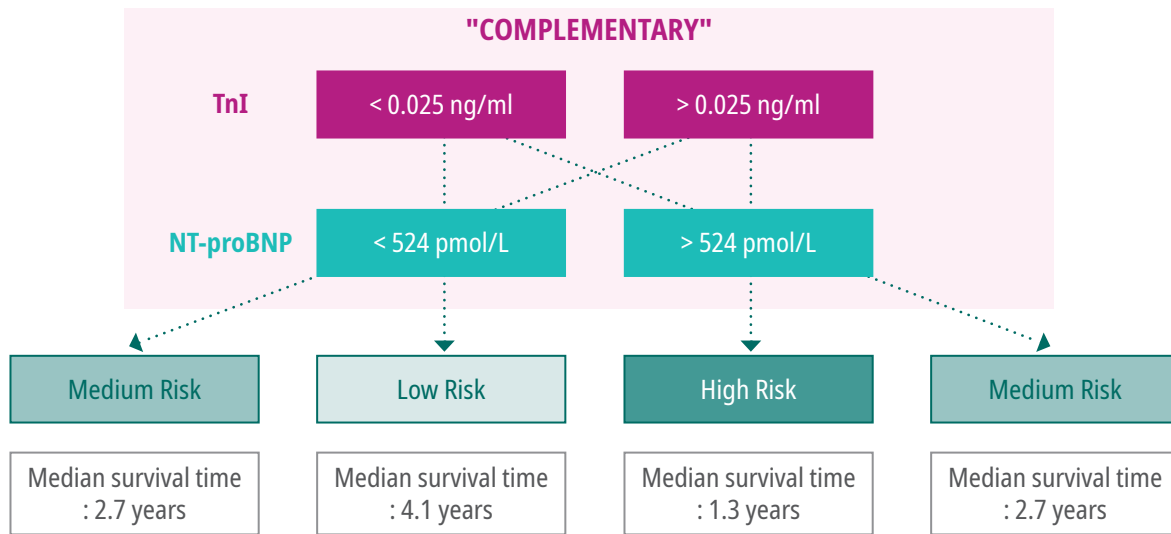 "COMPLEMENTARY"
TnI
< 0.025 ng/ml
> 0.025 ng/ml
NT-proBNP
< 524 pmol/L
> 524 pmol/L
Medium Risk
Low Risk
High Risk
Medium Risk
Median survival time
: 2.7 years
Median survival time
: 4.1 years
Median survival time
: 1.3 years
Median survival time
: 2.7 years